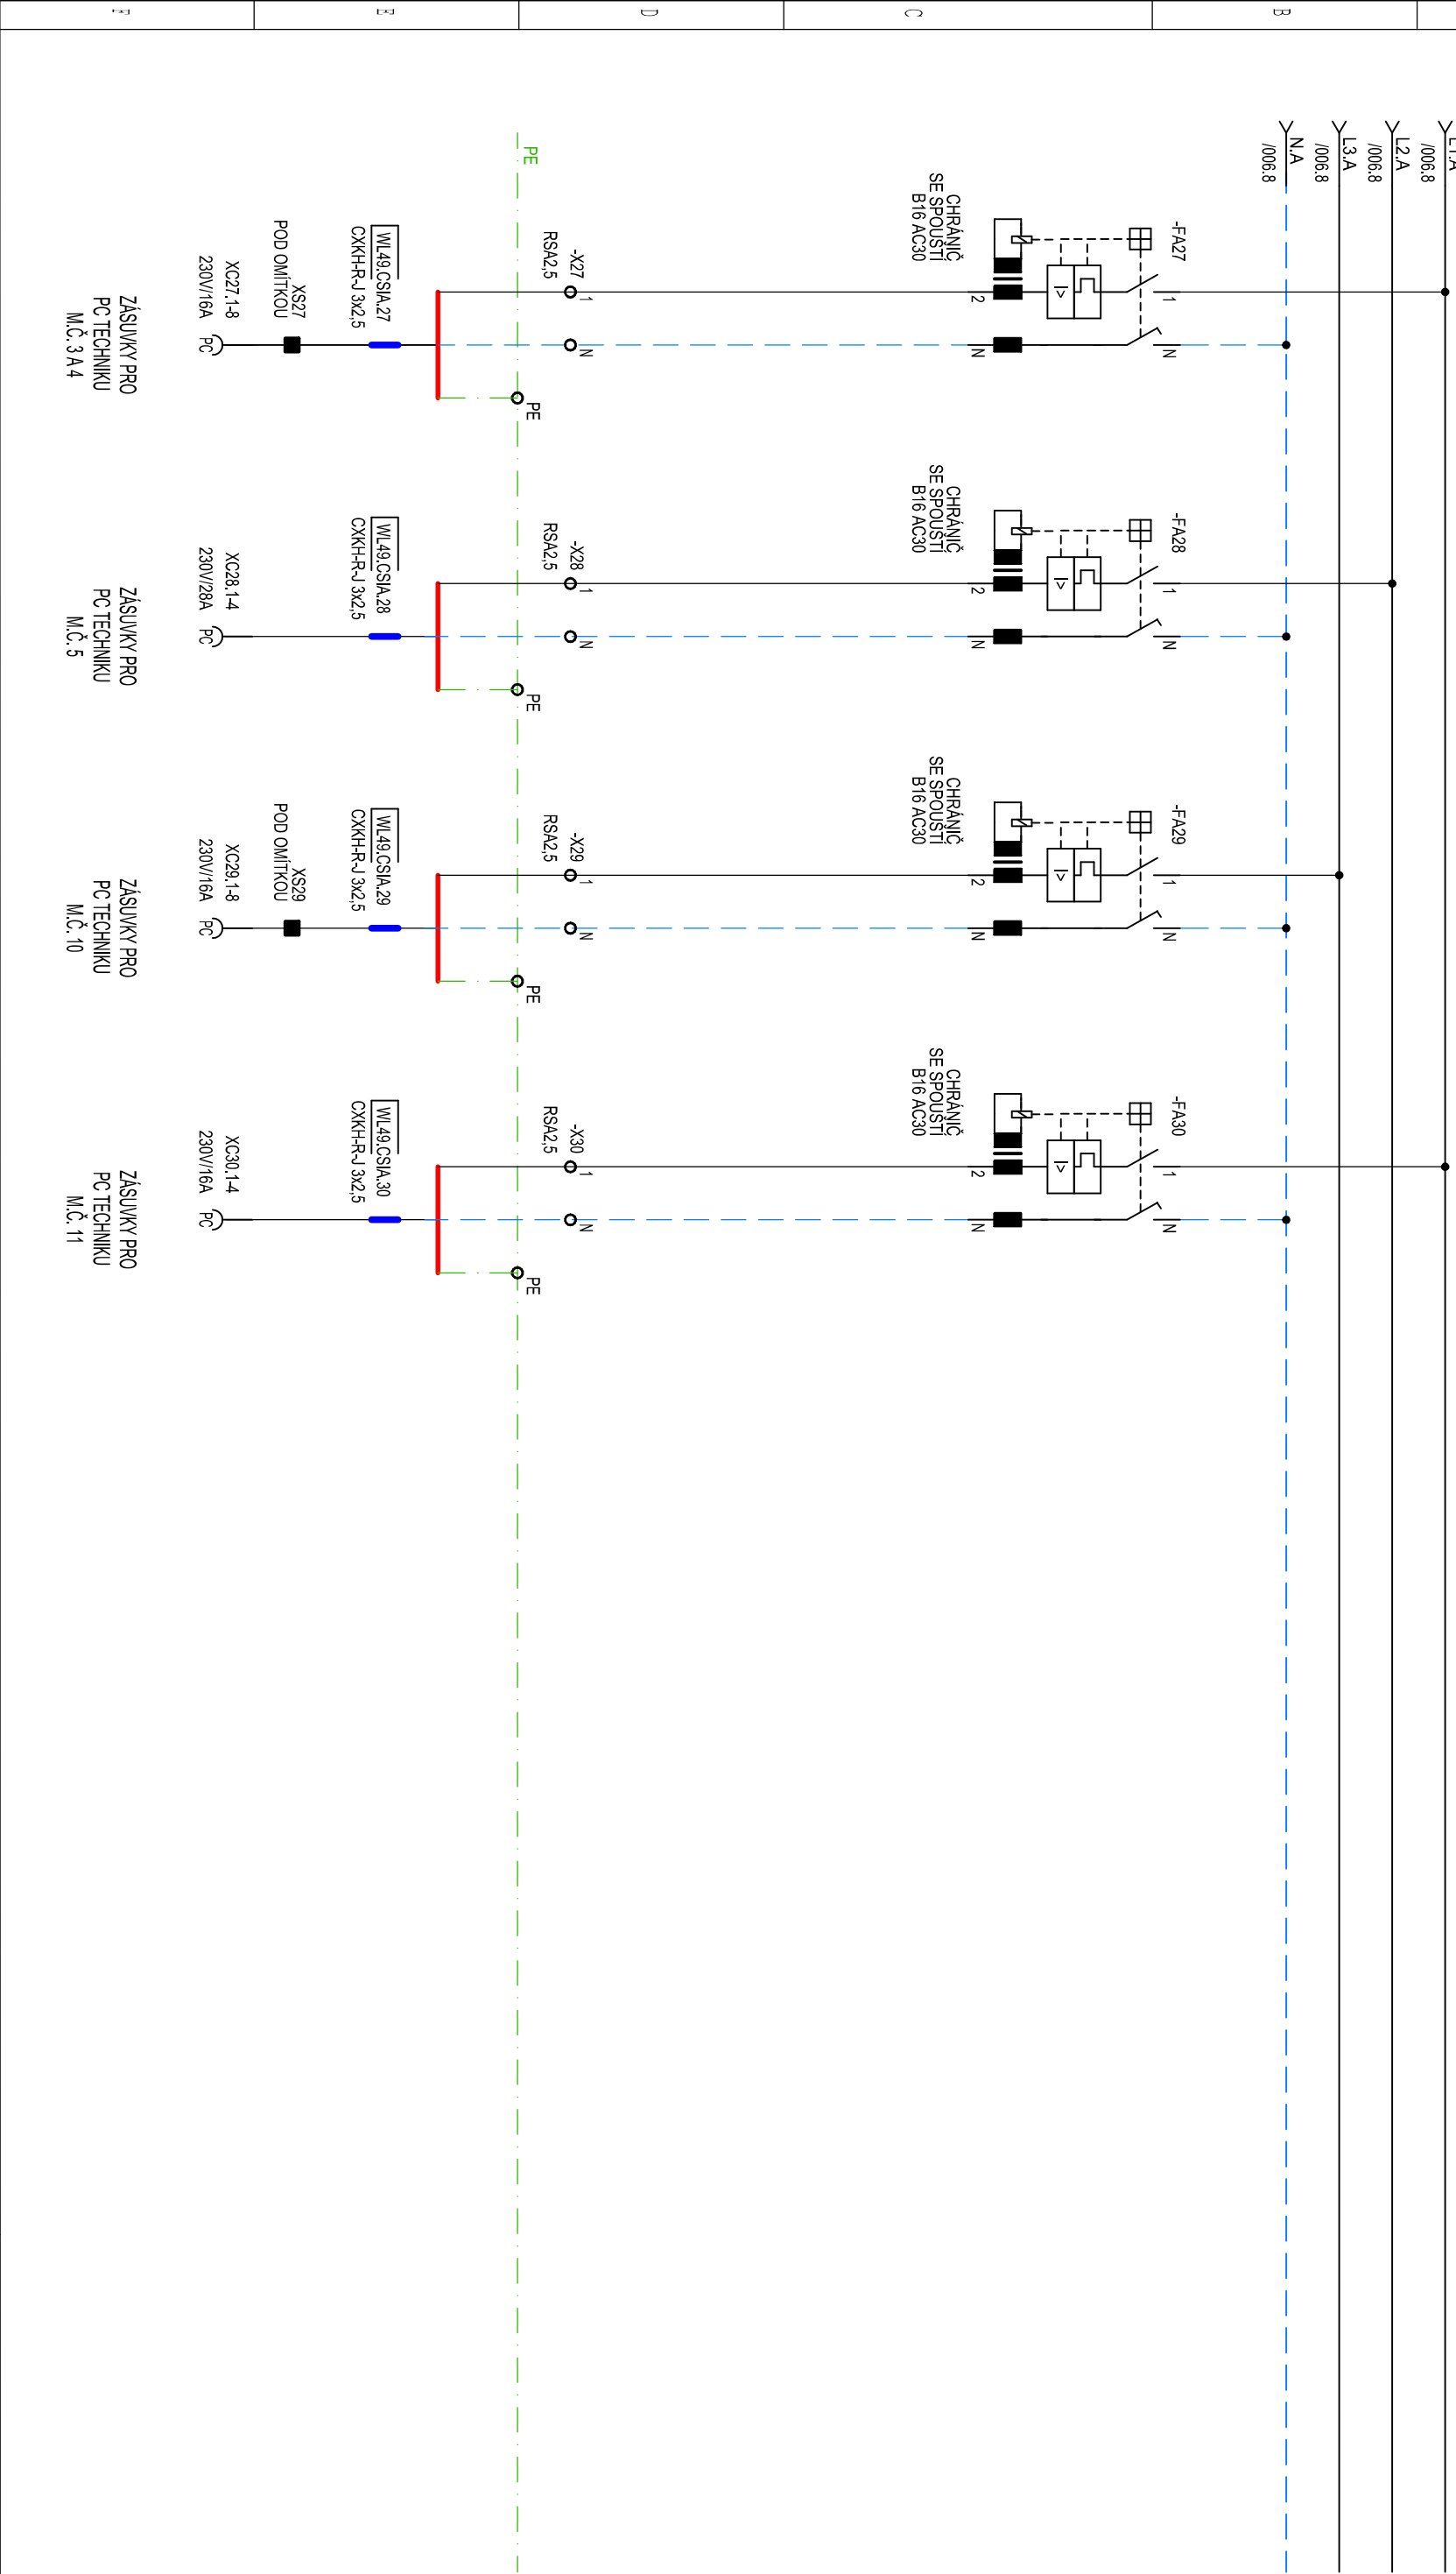 F
E
D
C
B
L1.A
/006.8
L2.A
/006.8
L3.A
/006.8
N.A
/006.8
-FA27
1
N
CHRÁNIČ
SE SPOUŠTÍ
B16 AC30
I>
2
N
PE
-X27
RSA2,5
1
N
PE
WL49.CSIA.27
CXKH-R-J 3x2,5
XS27
POD OMÍTKOU
XC27.1-8
230V/16A
PC
ZÁSUVKY PRO
PC TECHNIKU
M.Č. 3 A 4
-FA28
1
N
CHRÁNIČ
SE SPOUŠTÍ
B16 AC30
I>
2
N
-X28
RSA2,5
1
N
PE
WL49.CSIA.28
CXKH-R-J 3x2,5
XC28.1-4
230V/28A
PC
ZÁSUVKY PRO
PC TECHNIKU
M.Č. 5
-FA29
1
N
CHRÁNIČ
SE SPOUŠTÍ
B16 AC30
I>
2
N
-X29
RSA2,5
1
N
PE
WL49.CSIA.29
CXKH-R-J 3x2,5
XS29
POD OMÍTKOU
XC29.1-8
230V/16A
PC
ZÁSUVKY PRO
PC TECHNIKU
M.Č. 10
-FA30
1
N
CHRÁNIČ
SE SPOUŠTÍ
B16 AC30
I>
2
N
-X30
RSA2,5
1
N
PE
WL49.CSIA.30
CXKH-R-J 3x2,5
XC30.1-4
230V/16A
PC
ZÁSUVKY PRO
PC TECHNIKU
M.Č. 11